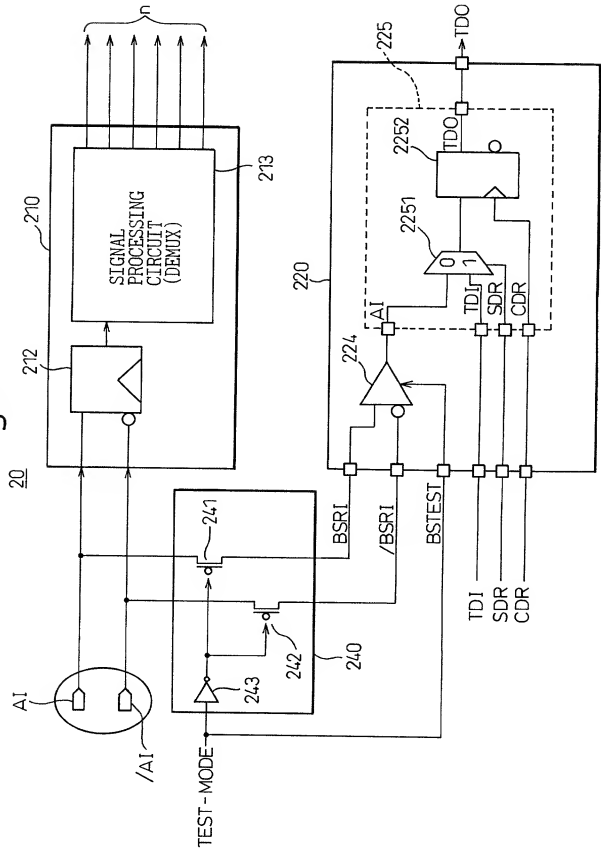 20
AI
/AI
210
212
SIGNAL
PROCESSING
CIRCUIT
(DEMUX)
213
n
TEST-MODE
243
241
242
240
BSRI
/BSRI
BSTEST
TDI
SDR
CDR
220
224
AI
TDI
SDR
CDR
0
1
2251
2252
TDO
225
TDO